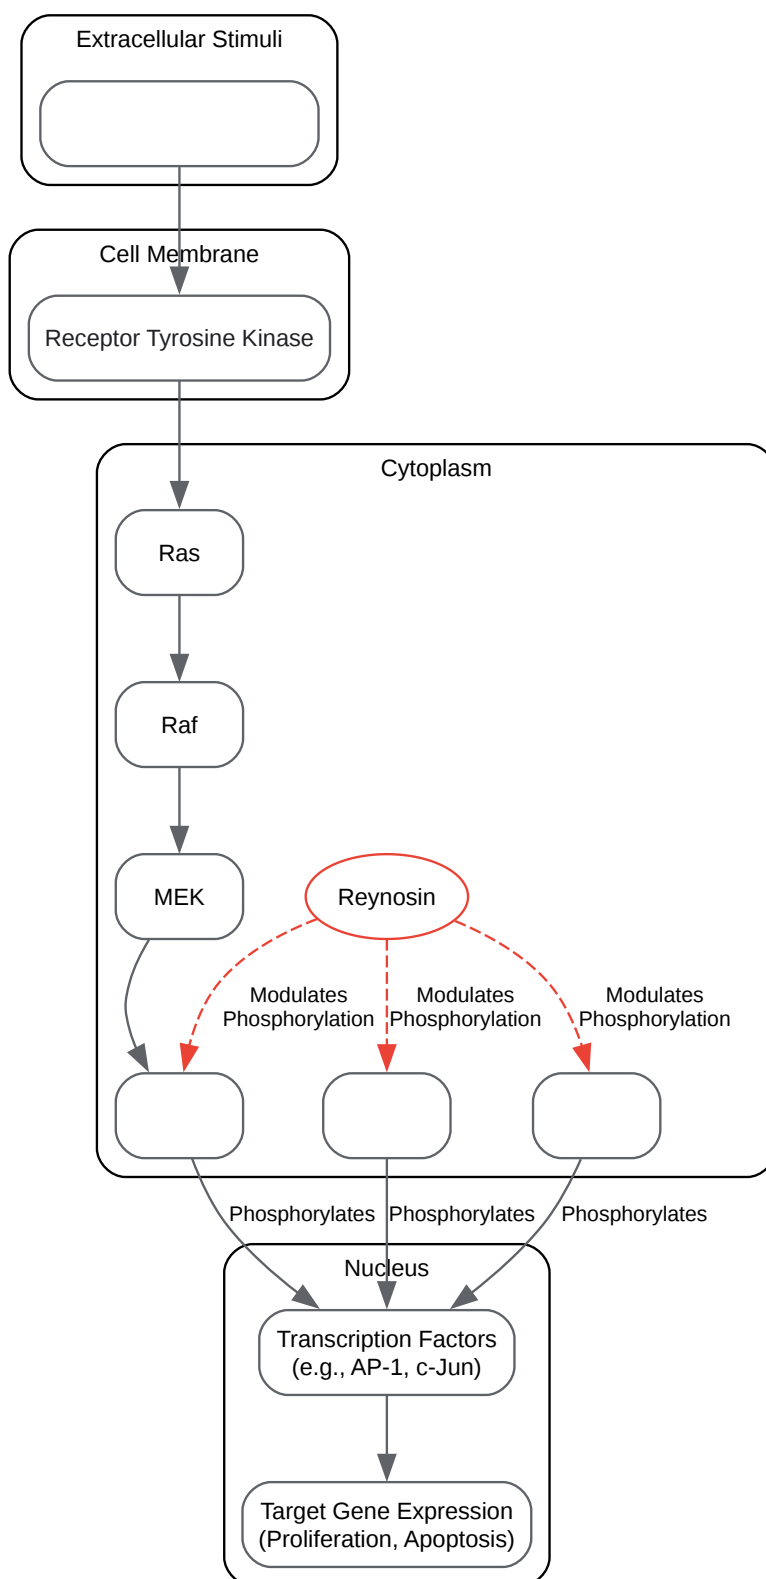 Extracellular Stimuli
Cell Membrane
Receptor Tyrosine Kinase
Cytoplasm
Ras
Raf
MEK
Reynosin
Modulates
Phosphorylation
Modulates
Phosphorylation
Modulates
Phosphorylation
Phosphorylates
Phosphorylates
Phosphorylates
Nucleus
Transcription Factors
(e.g., AP-1, c-Jun)
Target Gene Expression
(Proliferation, Apoptosis)